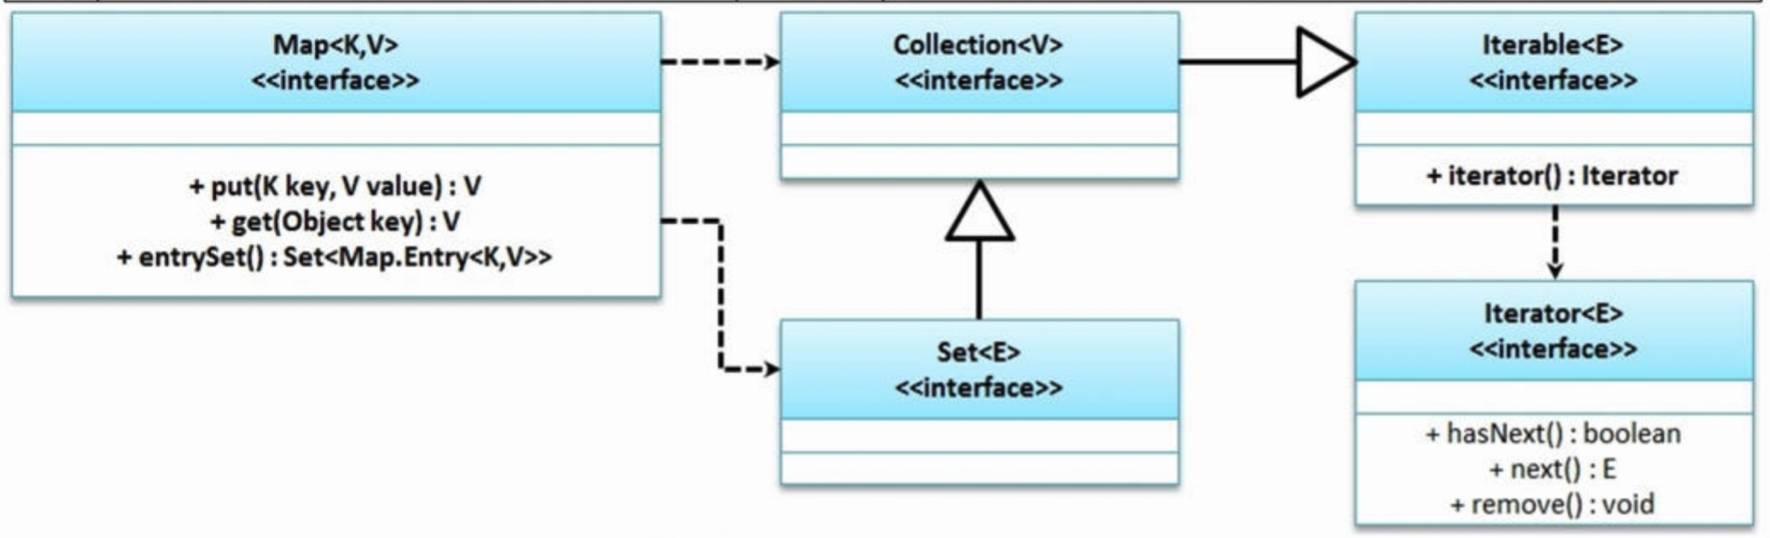 Map<K,V>
<<interface>>
+ put(K key, V value) : V
+ get(Object key) : V
+ entrySet() : Set<Map.Entry<K,V>>
Collection<V>
<<interface>>
Set<E>
<<interface>>
Iterable<E>
<<interface>>
+ iterator() : Iterator
Iterator<E>
<<interface>>
+ hasNext() : boolean
+ next() : E
+ remove() : void